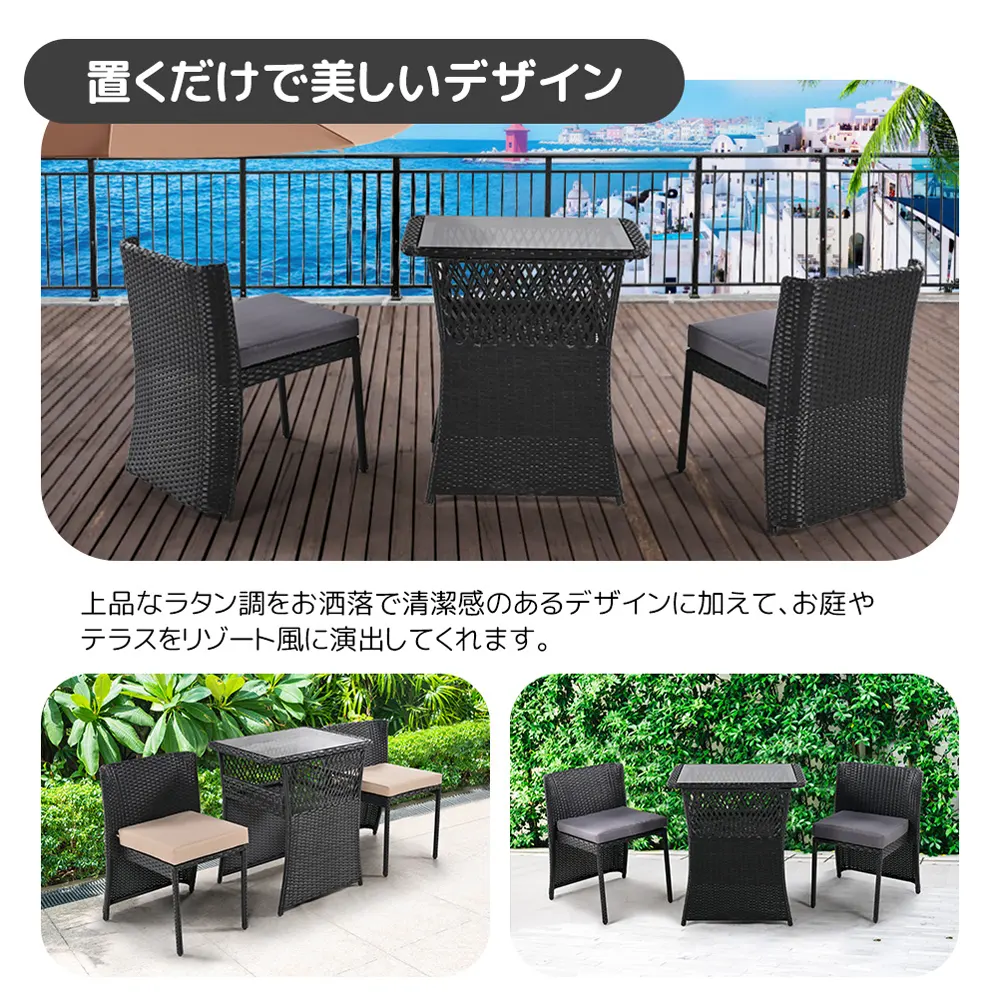 置くだけで美しいデザイン
上品なラタン調をお洒落で清潔感のあるデザインに加えて、お庭や
テラスをリゾート風に演出してくれます。